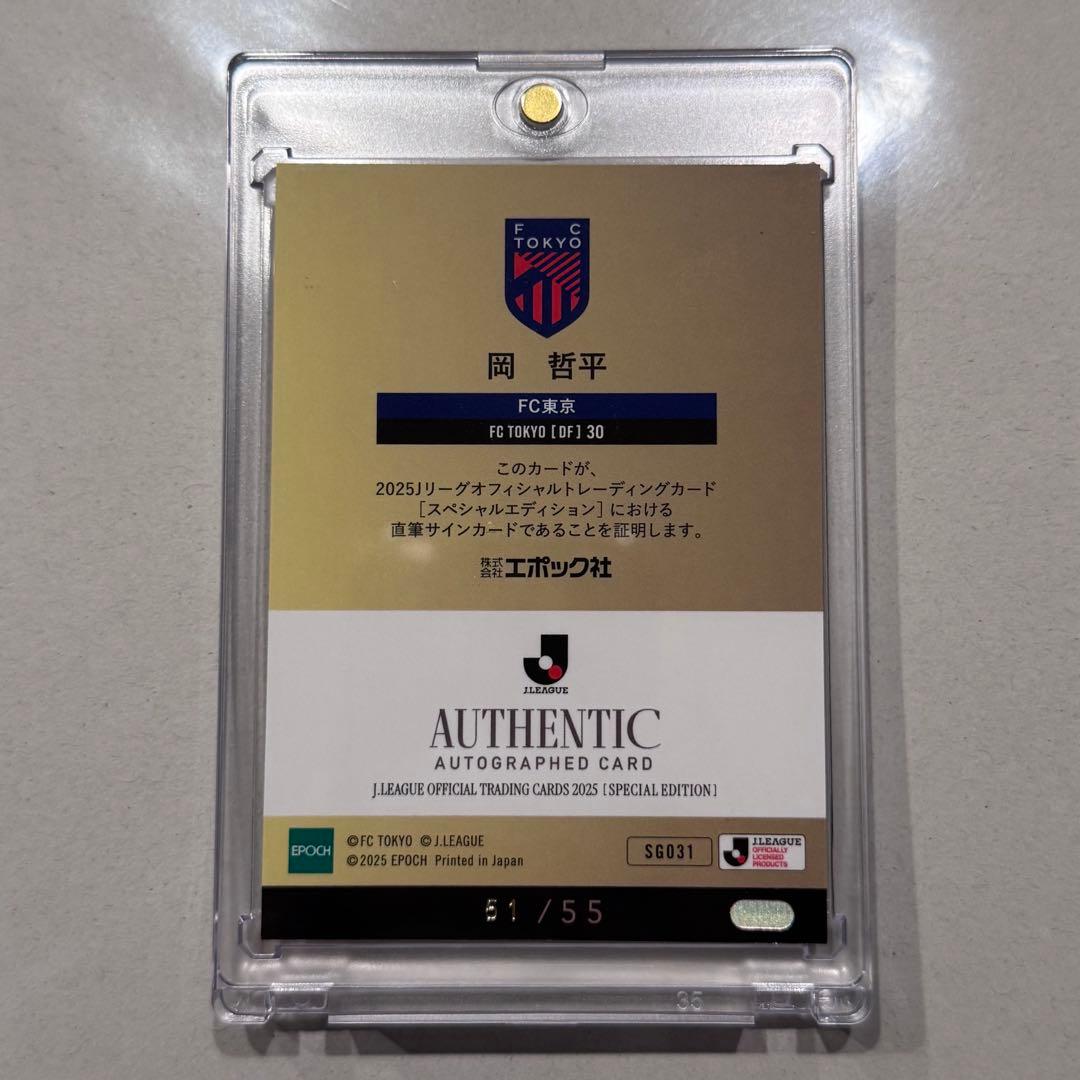 F C
TOKYO
岡 哲平
FC東京
FC TOKYO [DF] 30
このカードが、
2025Jリーグオフィシャルトレーディングカード
[スペシャルエディション]における
直筆サインカードであることを証明します。
株式会社エポック社
J.LEAGUE
AUTHENTIC
AUTOGRAPHED CARD
J.LEAGUE OFFICIAL TRADING CARDS 2025 [SPECIAL EDITION]
EPOCH
©FC TOKYO ©J.LEAGUE
©2025 EPOCH Printed in Japan
SG031
J.LEAGUE
OFFICIALLY
LICENSED
PRODUCTS
51/55
35